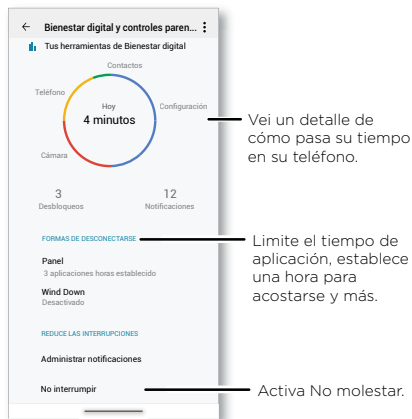 ← Bienestar digital y controles paren...
Tus herramientas de Bienestar digital
Contactos
Teléfono
Hoy
Configuración
4 minutos
Cámara
3
12
Desbloqueos
Notificaciones
FORMAS DE DESCONECTARSE
Panel
3 aplicaciones horas establecido
Wind Down
Desactivado
REDUCE LAS INTERRUPCIONES
Administrar notificaciones
No interrumpir
Vei un detalle de
cómo pasa su tiempo
en su teléfono.
Limite el tiempo de
aplicación, establece
una hora para
acostarse y más.
Activa No molestar.